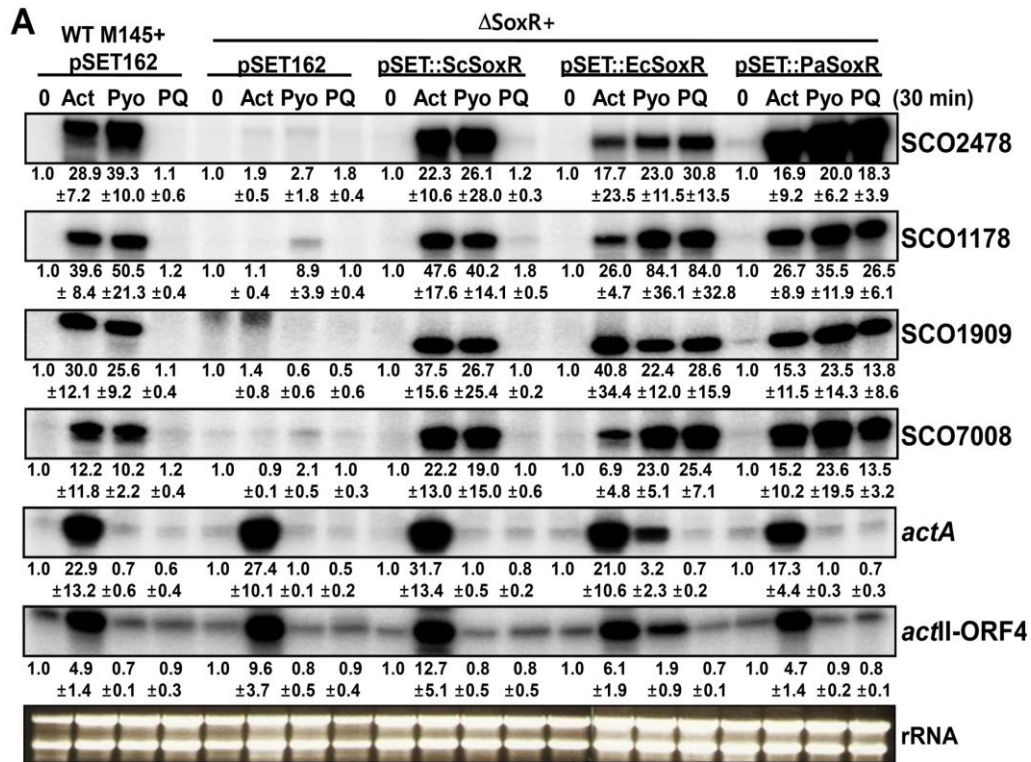 A
WT M145+
pSET162
ΔSoxR+
pSET162 pSET::ScSoxR pSET::EcSoxR pSET::PaSoxR
0 Act Pyo PQ 0 Act Pyo PQ 0 Act Pyo PQ 0 Act Pyo PQ 0 Act Pyo PQ (30 min)
SCO2478
1.0 28.9 39.3 1.1 1.0 1.9 2.7 1.8 1.0 22.3 26.1 1.2 1.0 17.7 23.0 30.8 1.0 16.9 20.0 18.3
±7.2 ±10.0 ±0.6 ±0.5 ±1.8 ±0.4 ±10.6 ±28.0 ±0.3 ±23.5 ±11.5 ±13.5 ±9.2 ±6.2 ±3.9
SCO1178
1.0 39.6 50.5 1.2 1.0 1.1 8.9 1.0 1.0 47.6 40.2 1.8 1.0 26.0 84.1 84.0 1.0 26.7 35.5 26.5
± 8.4 ±21.3 ±0.4 ± 0.4 ±3.9 ±0.4 ±17.6 ±14.1 ±0.5 ±4.7 ±36.1 ±32.8 ±8.9 ±11.9 ±6.1
SCO1909
1.0 30.0 25.6 1.1 1.0 1.4 0.6 0.5 1.0 37.5 26.7 1.0 1.0 40.8 22.4 28.6 1.0 15.3 23.5 13.8
±12.1 ±9.2 ±0.4 ±0.8 ±0.6 ±0.6 ±15.6 ±25.4 ±0.2 ±34.4 ±12.0 ±15.9 ±11.5 ±14.3 ±8.6
SCO7008
1.0 12.2 10.2 1.2 1.0 0.9 2.1 1.0 1.0 22.2 19.0 1.0 1.0 6.9 23.0 25.4 1.0 15.2 23.6 13.5
±11.8 ±2.2 ±0.4 ±0.1 ±0.5 ±0.3 ±13.0 ±15.0 ±0.6 ±4.8 ±5.1 ±7.1 ±10.2 ±19.5 ±3.2
actA
1.0 22.9 0.7 0.6 1.0 27.4 1.0 0.5 1.0 31.7 1.0 0.8 1.0 21.0 3.2 0.7 1.0 17.3 1.0 0.7
±13.2 ±0.6 ±0.4 ±10.1 ±0.1 ±0.2 ±13.4 ±0.5 ±0.2 ±10.6 ±2.3 ±0.2 ±4.4 ±0.3 ±0.3
actII-ORF4
1.0 4.9 0.7 0.9 1.0 9.6 0.8 0.9 1.0 12.7 0.8 0.8 1.0 6.1 1.9 0.7 1.0 4.7 0.9 0.8
±1.4 ±0.1 ±0.3 ±3.7 ±0.5 ±0.4 ±5.1 ±0.5 ±0.5 ±1.9 ±0.9 ±0.1 ±1.4 ±0.2 ±0.1
rRNA